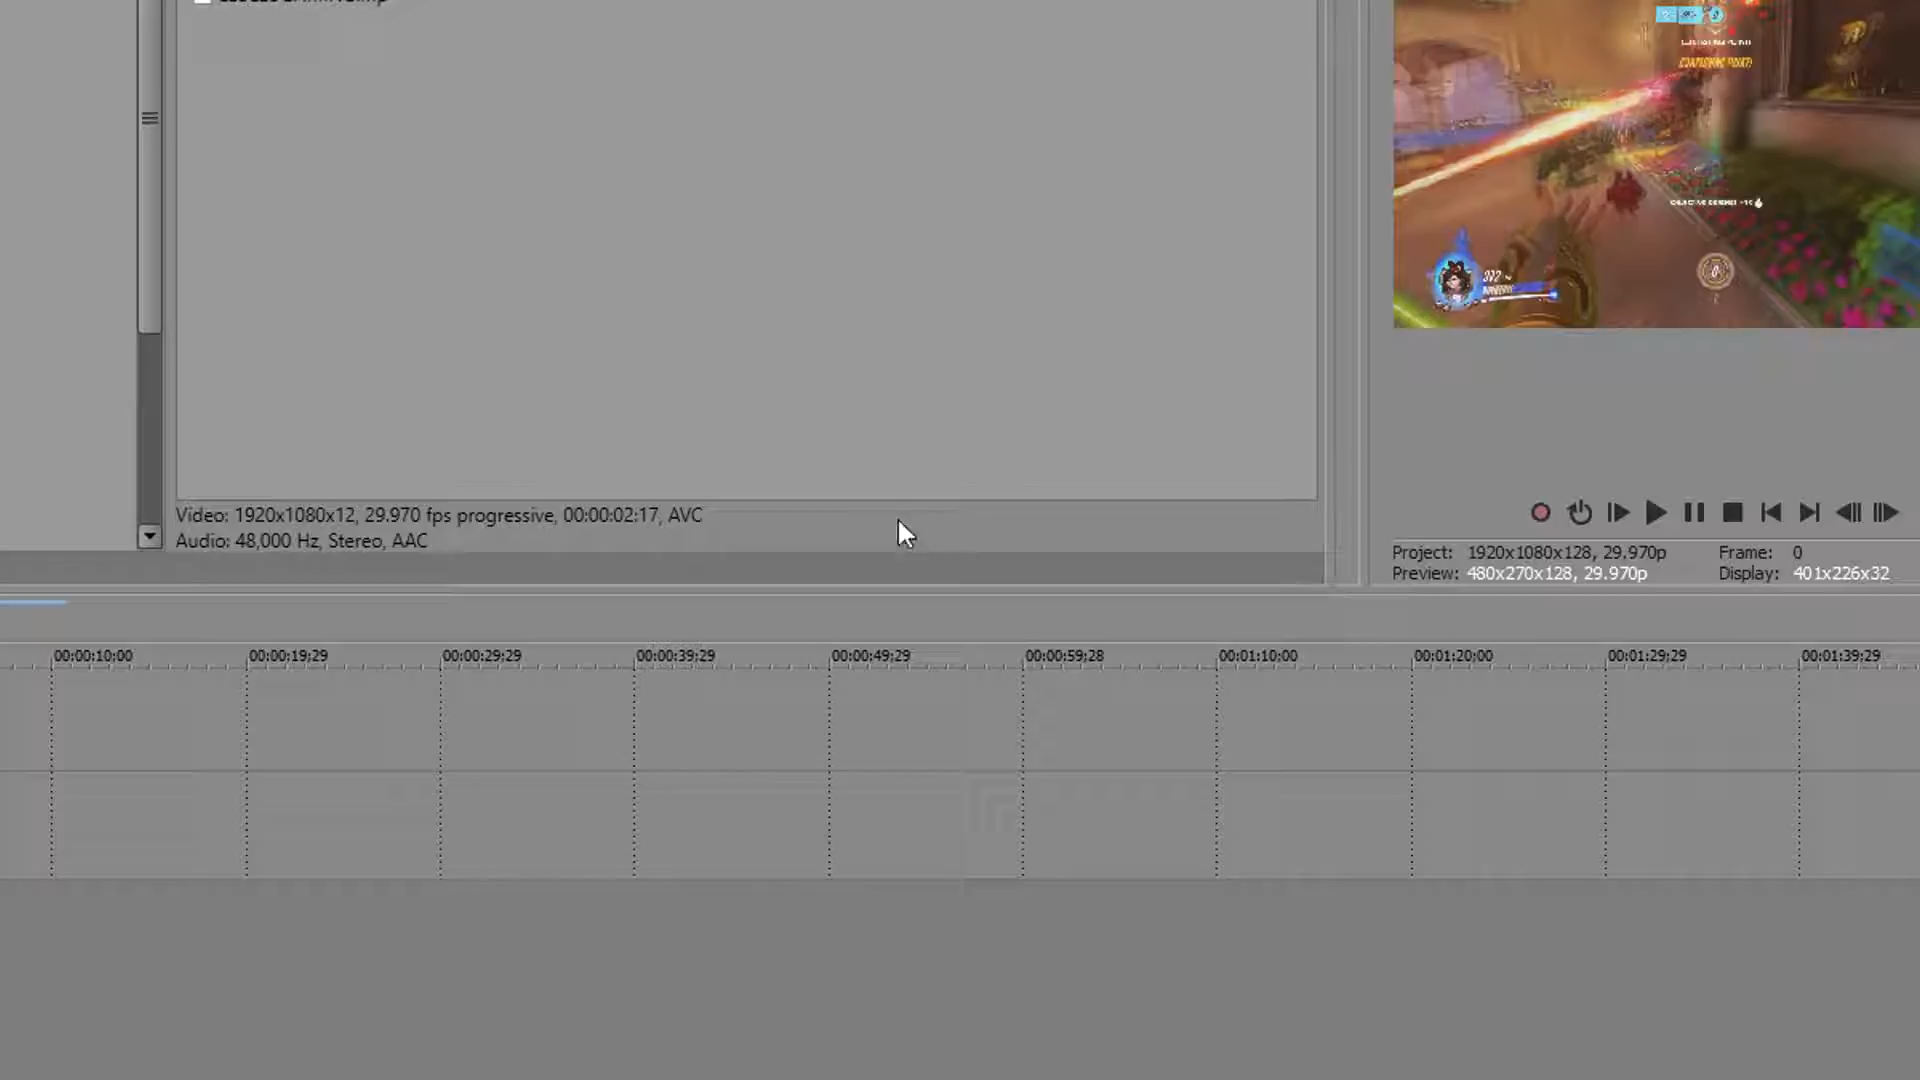 Video: 1920x1080x12, 29.970 fps progressive, 00:00:02:17, AVC
Audio: 48,000 Hz, Stereo, AAC
Project: 1920x1080x128, 29.970p Frame: 0
Preview: 480x270x128, 29.970p Display: 401x226x32
00:00:10;00 00:00:19;29 00:00:29;29 00:00:39;29 00:00:49;29 00:00:59;28 00:01:10;00 00:01:20;00 00:01:29;29 00:01:39;29